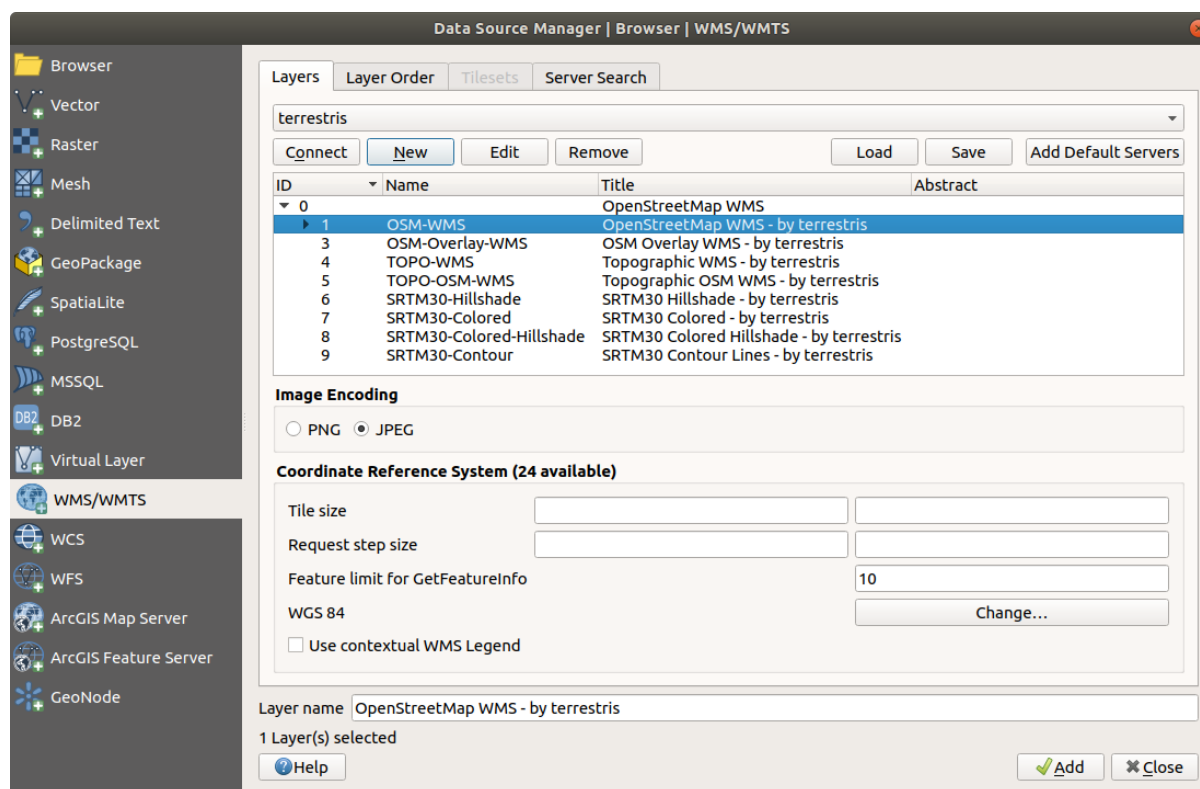 Data Source Manager | Browser | WMS/WMTS
Browser
Vector
Raster
Mesh
Delimited Text
GeoPackage
SpatiaLite
PostgreSQL
MSSQL
DB2 DB2
Virtual Layer
WMS/WMTS
WCS
WFS
ArcGIS Map Server
ArcGIS Feature Server
GeoNode
Layers Layer Order Tilesets Server Search
terrestris
Connect New Edit Remove Load Save Add Default Servers
ID Name Title Abstract
0 OpenStreetMap WMS
1 OSM-WMS OpenStreetMap WMS - by terrestris
3 OSM-Overlay-WMS OSM Overlay WMS - by terrestris
4 TOPO-WMS Topographic WMS - by terrestris
5 TOPO-OSM-WMS Topographic OSM WMS - by terrestris
6 SRTM30-Hillshade SRTM30 Hillshade - by terrestris
7 SRTM30-Colored SRTM30 Colored - by terrestris
8 SRTM30-Colored-Hillshade SRTM30 Colored Hillshade - by terrestris
9 SRTM30-Contour SRTM30 Contour Lines - by terrestris
Image Encoding
PNG JPEG
Coordinate Reference System (24 available)
Tile size
Request step size
Feature limit for GetFeatureInfo 10
WGS 84 Change...
Use contextual WMS Legend
Layer name OpenStreetMap WMS - by terrestris
1 Layer(s) selected
Help Add Close